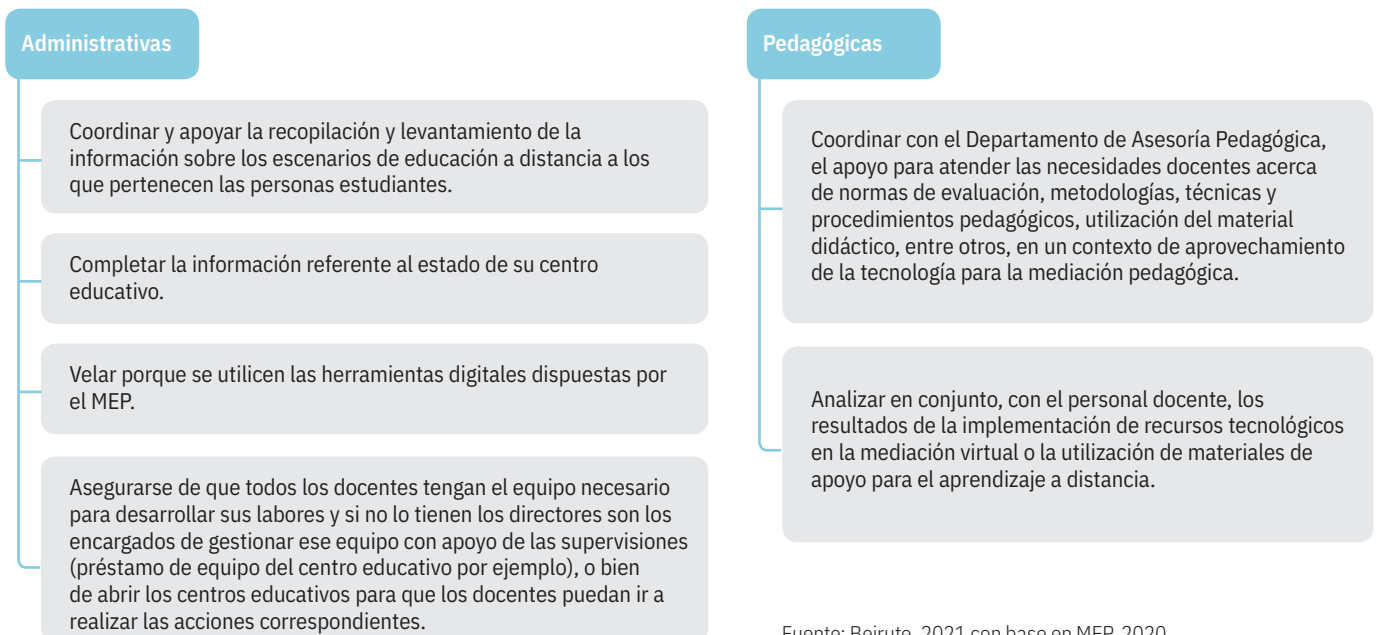 Administrativas
Coordinar y apoyar la recopilación y levantamiento de la
información sobre los escenarios de educación a distancia a los
que pertenecen las personas estudiantes.
Completar la información referente al estado de su centro
educativo.
Velar porque se utilicen las herramientas digitales dispuestas por
el MEP.
Asegurarse de que todos los docentes tengan el equipo necesario
para desarrollar sus labores y si no lo tienen los directores son los
encargados de gestionar ese equipo con apoyo de las supervisiones
(préstamo de equipo del centro educativo por ejemplo), o bien
de abrir los centros educativos para que los docentes puedan ir a
realizar las acciones correspondientes.
Pedagógicas
Coordinar con el Departamento de Asesoría Pedagógica,
el apoyo para atender las necesidades docentes acerca
de normas de evaluación, metodologías, técnicas y
procedimientos pedagógicos, utilización del material
didáctico, entre otros, en un contexto de aprovechamiento
de la tecnología para la mediación pedagógica.
Analizar en conjunto, con el personal docente, los
resultados de la implementación de recursos tecnológicos
en la mediación virtual o la utilización de materiales de
apoyo para el aprendizaje a distancia.
Fuente: Beirute, 2021 con base en MEP, 2020